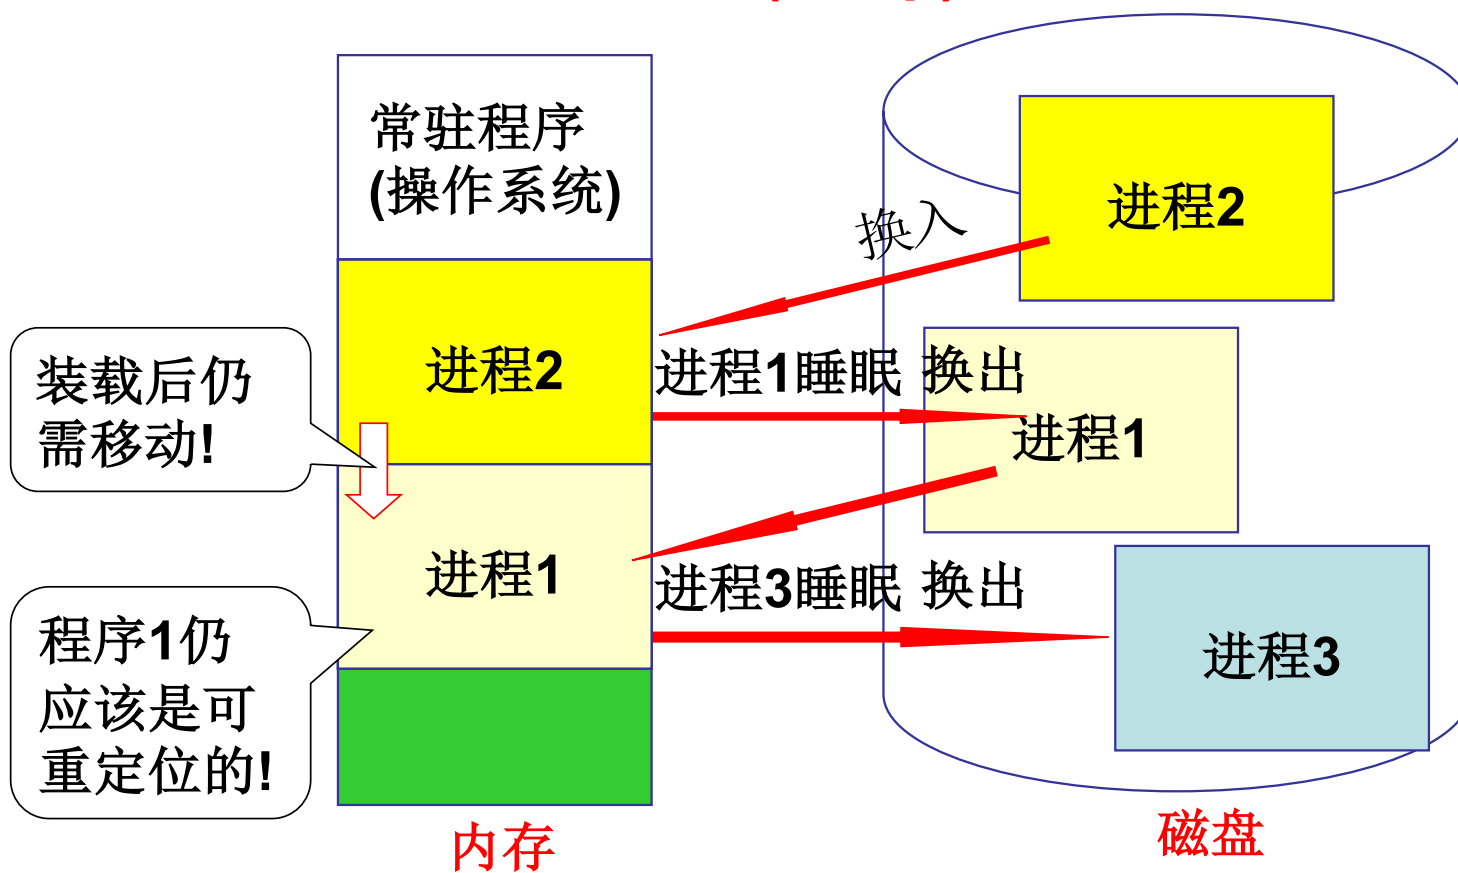 常驻程序
(操作系统)
进程2
换入
进程2
装载后仍
需移动!
进程1睡眠 换出
进程1
进程1
进程3睡眠 换出
程序1仍
应该是可
重定位的!
进程3
内存
磁盘